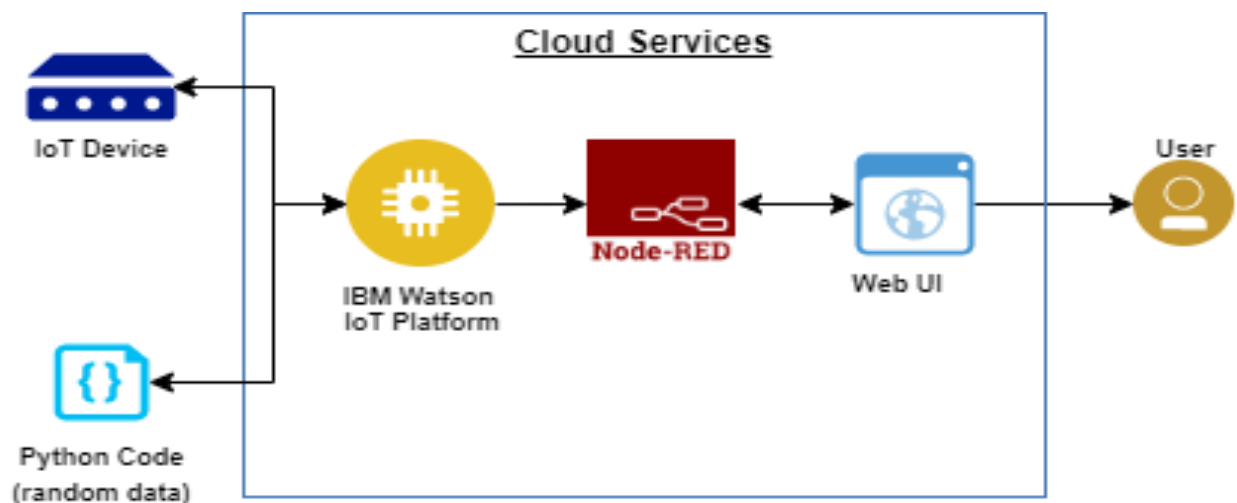 Cloud Services
IoT Device
User
Node-RED
Web UI
IBM Watson
IoT Platform
{}
Python Code
(random data)